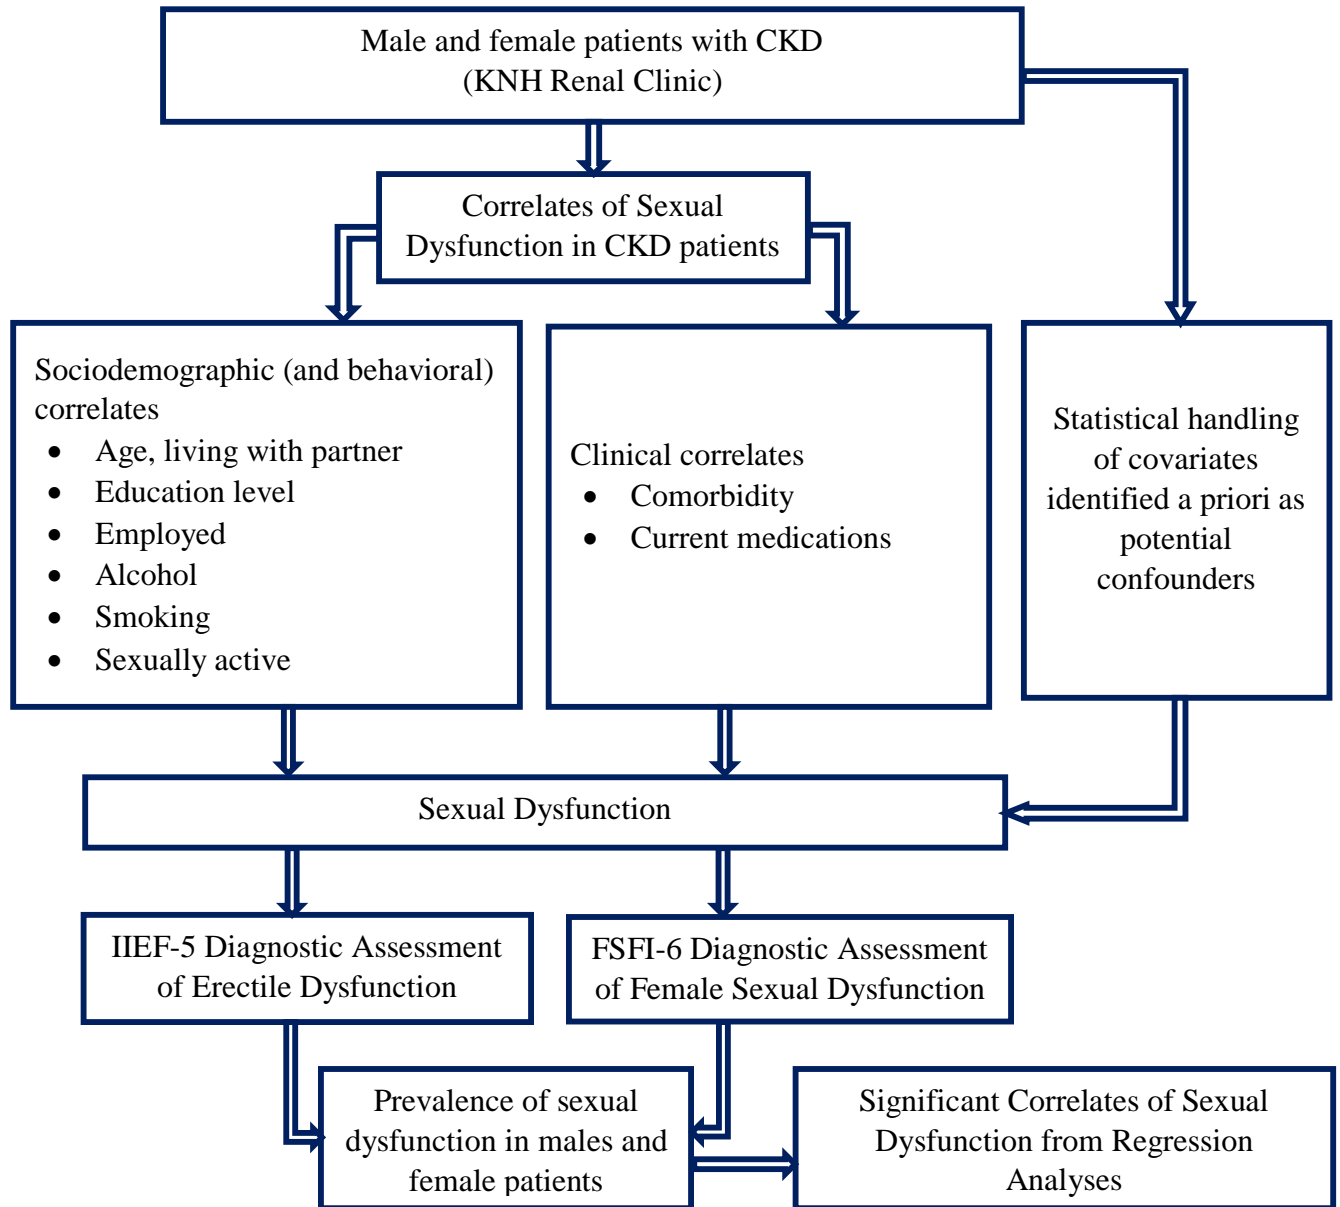 Male and female patients with CKD
(KNH Renal Clinic)
Correlates of Sexual
Dysfunction in CKD patients
Sociodemographic (and behavioral)
correlates
• Age, living with partner
• Education level
• Employed
• Alcohol
• Smoking
• Sexually active
Clinical correlates
• Comorbidity
• Current medications
Statistical handling
of covariates
identified a priori as
potential
confounders
Sexual Dysfunction
IIEF-5 Diagnostic Assessment
of Erectile Dysfunction
FSFI-6 Diagnostic Assessment
of Female Sexual Dysfunction
Prevalence of sexual
dysfunction in males and
female patients
Significant Correlates of Sexual
Dysfunction from Regression
Analyses